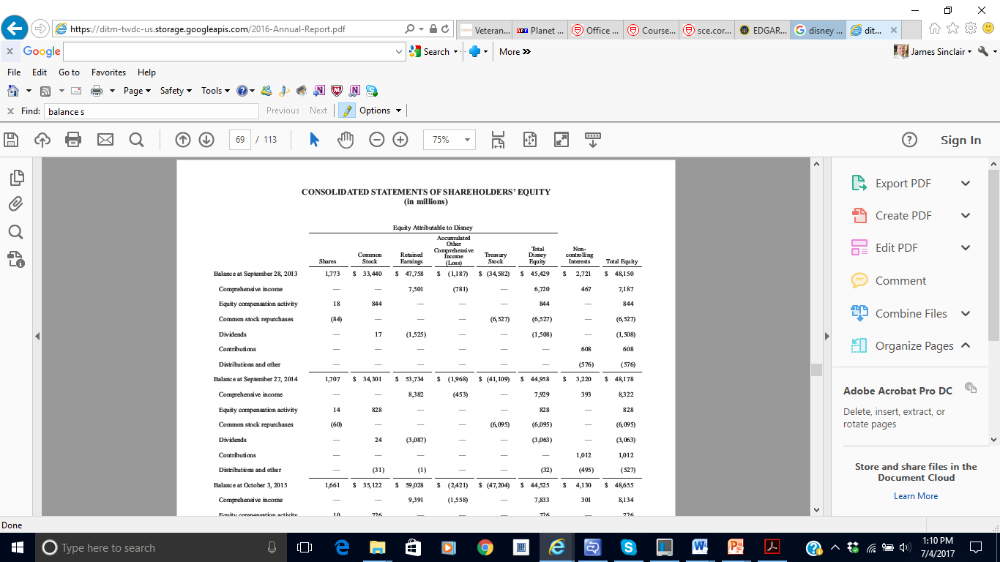 https://ditm-twdc-us.storage.googleapis.com/2016-Annual-Report.pdf
Veteran... Planet ... Office ... Course... sce.cor... EDGAR... disney ... dit...
X Google Search More »
James Sinclair
File Edit Go to Favorites Help
Page Safety Tools
X Find: balance s Previous Next Options
69 / 113 75% Sign In
CONSOLIDATED STATEMENTS OF SHAREHOLDERS' EQUITY
(in millions)
Equity Attributable to Disney
Shares Common Stock Retained Earnings Accumulated Other Comprehensive Income (Loss) Treasury Stock Total Disney Equity Non-controlling Interests Total Equity
Balance at September 28, 2013 1,773 $ 33,440 $ 47,758 $ (1,187) $ (34,582) $ 45,429 $ 2,721 $ 48,150
Comprehensive income — — 7,501 (781) — 6,720 467 7,187
Equity compensation activity 18 844 — — — 844 — 844
Common stock repurchases (84) — — — (6,527) (6,527) — (6,527)
Dividends — 17 (1,525) — — (1,508) — (1,508)
Contributions — — — — — — 608 608
Distributions and other — — — — — — (576) (576)
Balance at September 27, 2014 1,707 $ 34,301 $ 53,734 $ (1,968) $ (41,109) $ 44,958 $ 3,220 $ 48,178
Comprehensive income — — 8,382 (453) — 7,929 393 8,322
Equity compensation activity 14 828 — — — 828 — 828
Common stock repurchases (60) — — — (6,095) (6,095) — (6,095)
Dividends — 24 (3,087) — — (3,063) — (3,063)
Contributions — — — — — — 1,012 1,012
Distributions and other — (31) (1) — — (32) (495) (527)
Balance at October 3, 2015 1,661 $ 35,122 $ 59,028 $ (2,421) $ (47,204) $ 44,525 $ 4,130 $ 48,655
Comprehensive income — — 9,391 (1,558) — 7,833 301 8,134
Equity compensation activity 10 726 — — — 726 — 726
Export PDF
Create PDF
Edit PDF
Comment
Combine Files
Organize Pages
Adobe Acrobat Pro DC
Delete, insert, extract, or
rotate pages
Store and share files in the
Document Cloud
Learn More
Done
Type here to search
1:10 PM
7/4/2017